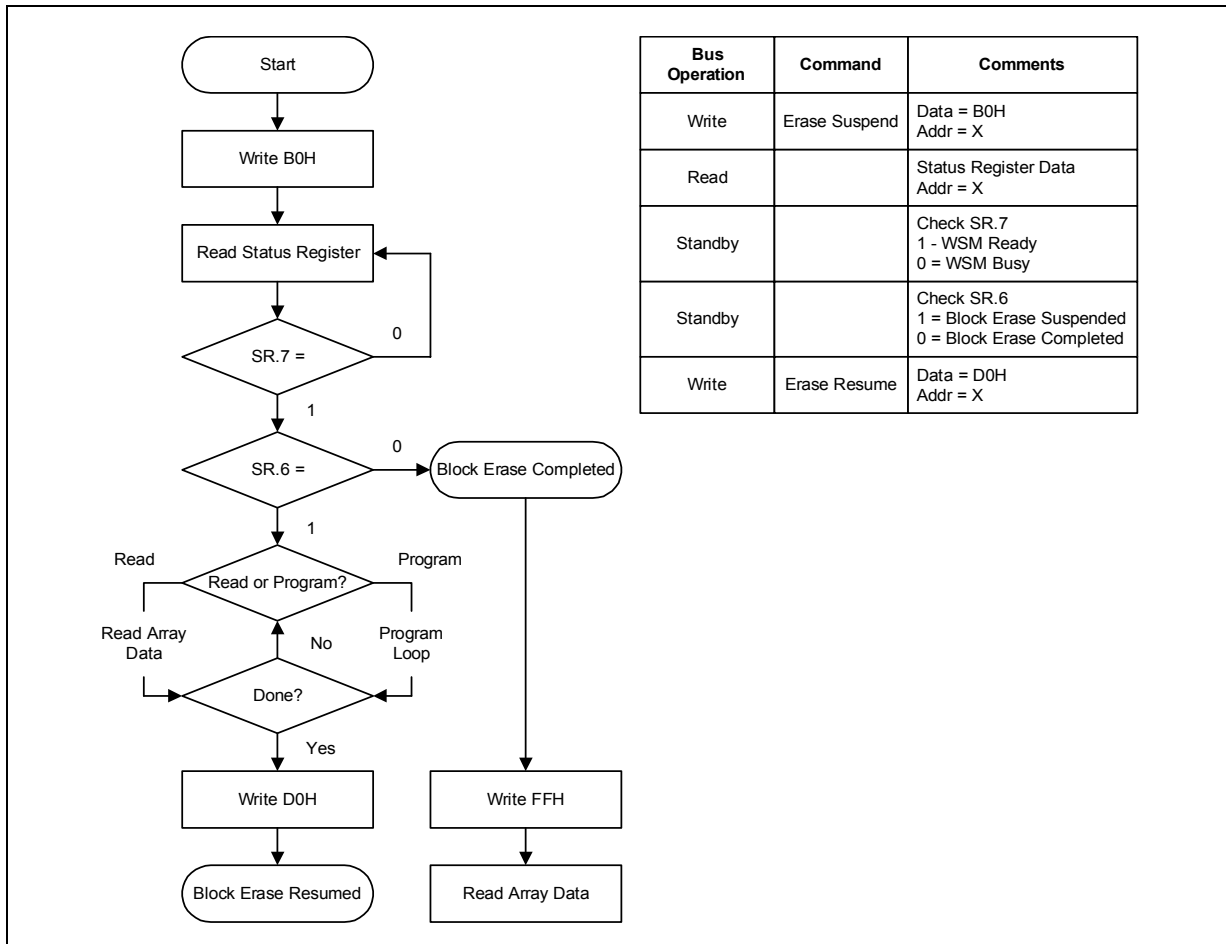 Start
Write B0H
Read Status Register
0
SR.7 =
1
0
SR.6 =
Block Erase Completed
1
Read
Program
Read or Program?
Read Array
Data
No
Program
Loop
Done?
Yes
Write D0H
Write FFH
Block Erase Resumed
Read Array Data
Bus
Operation
Command
Comments
Write
Erase Suspend
Data = B0H
Addr = X
Read
Status Register Data
Addr = X
Standby
Check SR.7
1 - WSM Ready
0 = WSM Busy
Standby
Check SR.6
1 = Block Erase Suspended
0 = Block Erase Completed
Write
Erase Resume
Data = D0H
Addr = X